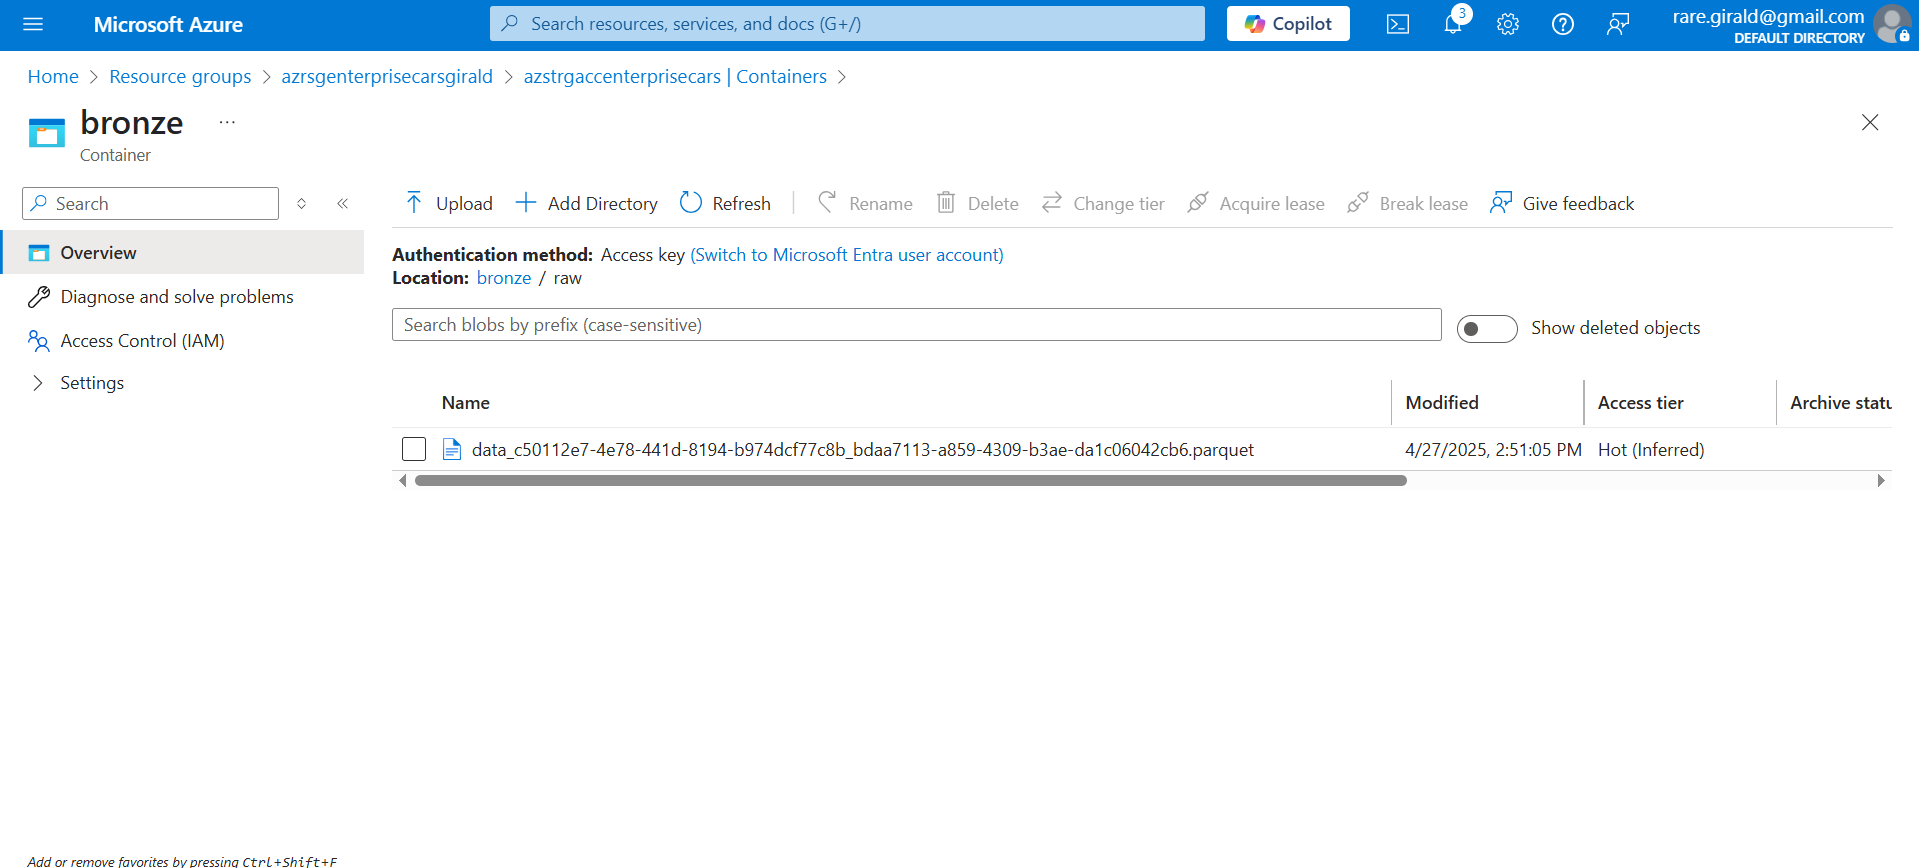 Microsoft Azure
Search resources, services, and docs (G+/)
Copilot
3
rare.girald@gmail.com
DEFAULT DIRECTORY
Home > Resource groups > azrsgenterprisecarsgirald > azstrgaccenterprisecars | Containers >
bronze ...
Container
Search
Overview
Diagnose and solve problems
Access Control (IAM)
Settings
Upload Add Directory Refresh Rename Delete Change tier Acquire lease Break lease Give feedback
Authentication method: Access key (Switch to Microsoft Entra user account)
Location: bronze / raw
Search blobs by prefix (case-sensitive)
Show deleted objects
Name Modified Access tier Archive statu
data_c50112e7-4e78-441d-8194-b974dcf77c8b_bdaa7113-a859-4309-b3ae-da1c06042cb6.parquet 4/27/2025, 2:51:05 PM Hot (Inferred)
Add or remove favorites by pressing Ctrl+Shift+F